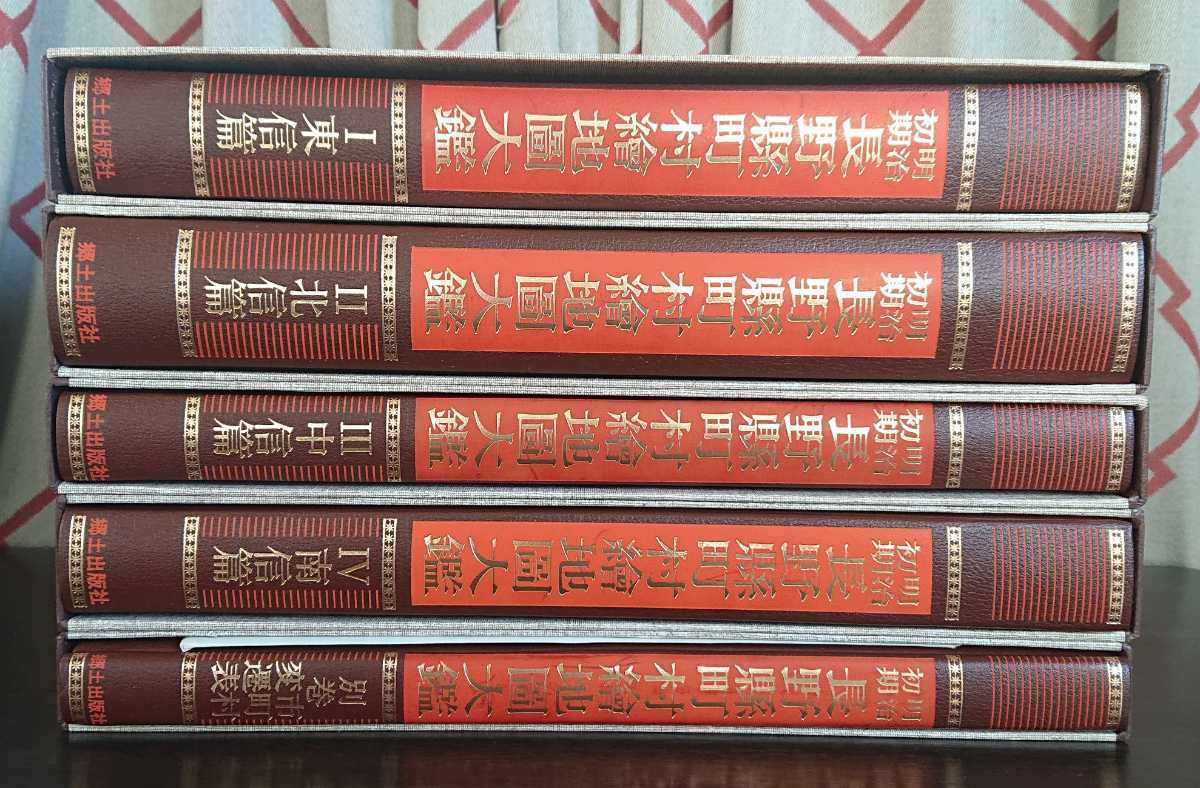 明治
初期
長野縣町村繪地圖大鑑
I 東信篇
郷土出版社
明治
初期
長野縣町村繪地圖大鑑
II 北信篇
郷土出版社
明治
初期
長野縣町村繪地圖大鑑
III 中信篇
郷土出版社
明治
初期
長野縣町村繪地圖大鑑
IV 南信篇
郷土出版社
明治
初期
長野縣町村繪地圖大鑑
別巻 市町村
変遷表
郷土出版社